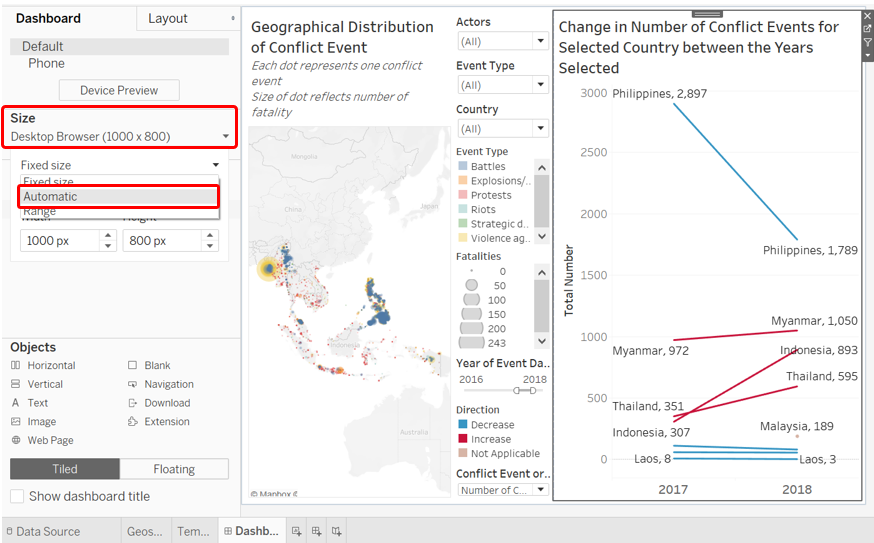 Dashboard
Layout
Default
Phone
Device Preview
Size
Desktop Browser (1000 x 800)
Fixed size
Fixed size
Automatic
Range
Width
Height
1000 px
800 px
Objects
Horizontal
Blank
Vertical
Navigation
A Text
Download
Image
Extension
Web Page
Tiled
Floating
Show dashboard title
Geographical Distribution
of Conflict Event
Each dot represents one conflict
event
Size of dot reflects number of
fatality
Mongolia
China
Japan
Indonesia
Australia
© Mapbox ©
Actors
(All)
Event Type
(All)
Country
(All)
Event Type
Battles
Explosions/..
Protests
Riots
Strategic d..
Violence ag..
Fatalities
0
50
100
150
200
243
Year of Event Da..
2016
2018
Direction
Decrease
Increase
Not Applicable
Conflict Event or..
Number of C...
Change in Number of Conflict Events for
Selected Country between the Years
Selected
Total Number
3000
2500
2000
1500
1000
500
0
Philippines, 2,897
Philippines, 1,789
Myanmar, 1,050
Myanmar, 972
Indonesia, 893
Thailand, 595
Thailand, 351
Malaysia, 189
Indonesia, 307
Laos, 8
Laos, 3
2017
2018
Data Source
Geos...
Tem...
Dashb...